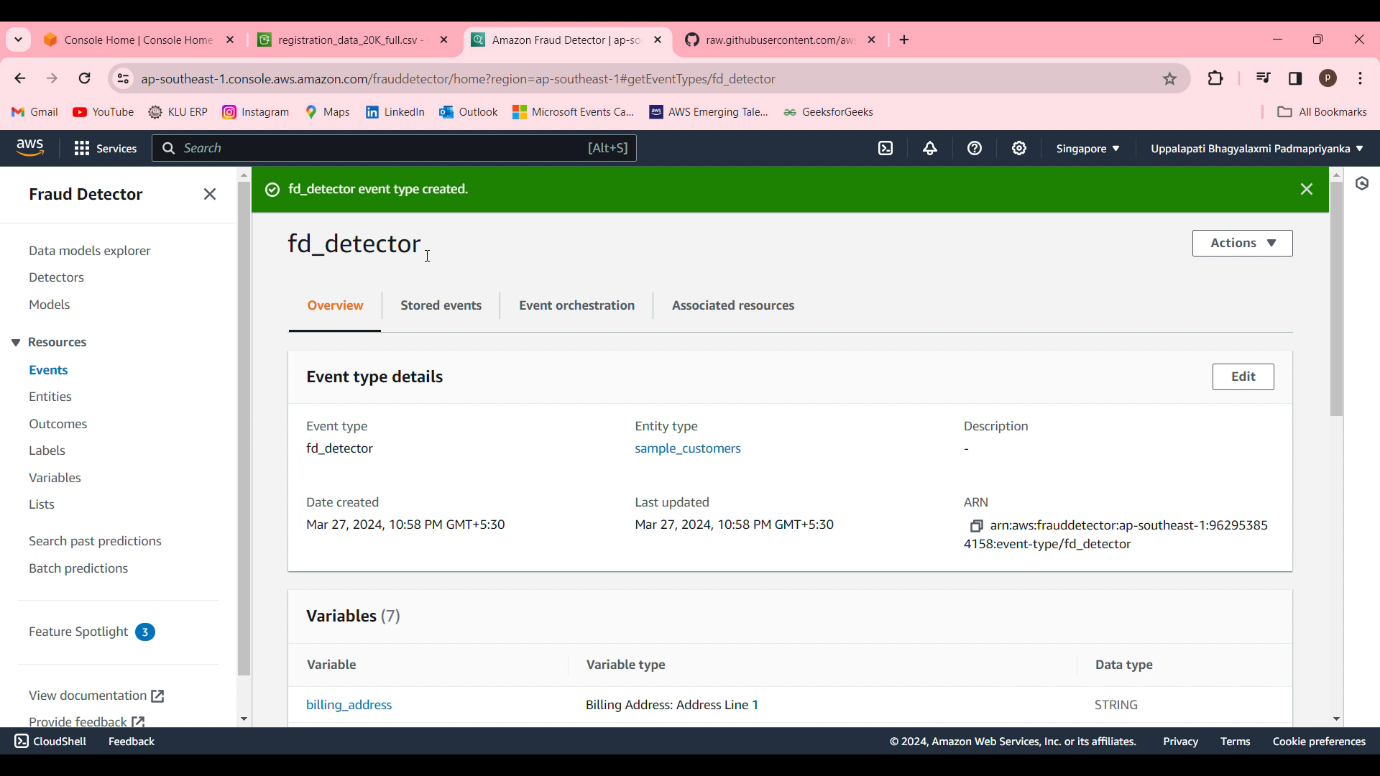 Console Home | Console Home
registration_data_20K_full.csv -
Amazon Fraud Detector | ap-so
raw.githubusercontent.com/aw
ap-southeast-1.console.aws.amazon.com/frauddetector/home?region=ap-southeast-1#getEventTypes/fd_detector
P
Gmail
YouTube
KLU ERP
Instagram
Maps
LinkedIn
Outlook
Microsoft Events Ca...
AWS Emerging Tale...
GeeksforGeeks
All Bookmarks
aws
Services
Search
[Alt+S]
Singapore
Uppalapati Bhagyalaxmi Padmapriyanka
Fraud Detector
Data models explorer
Detectors
Models
Resources
Events
Entities
Outcomes
Labels
Variables
Lists
Search past predictions
Batch predictions
Feature Spotlight 3
View documentation
Provide feedback
fd_detector event type created.
fd_detector
Actions
Overview
Stored events
Event orchestration
Associated resources
Event type details
Edit
Event type
fd_detector
Entity type
sample_customers
Description
-
Date created
Mar 27, 2024, 10:58 PM GMT+5:30
Last updated
Mar 27, 2024, 10:58 PM GMT+5:30
ARN
arn:aws:frauddetector:ap-southeast-1:96295385
4158:event-type/fd_detector
Variables (7)
Variable
Variable type
Data type
billing_address
Billing Address: Address Line 1
STRING
CloudShell
Feedback
© 2024, Amazon Web Services, Inc. or its affiliates.
Privacy
Terms
Cookie preferences